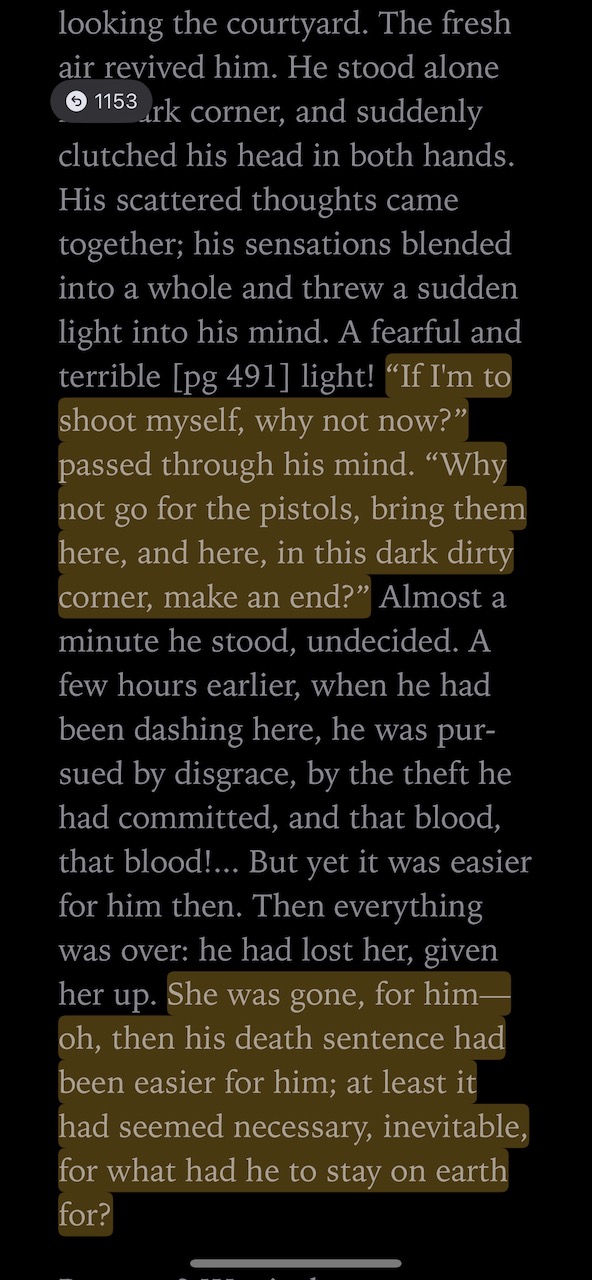 looking the courtyard. The fresh
air revived him. He stood alone
1153
ark corner, and suddenly
clutched his head in both hands.
His scattered thoughts came
together; his sensations blended
into a whole and threw a sudden
light into his mind. A fearful and
terrible [pg 491] light! “If I'm to
shoot myself, why not now?”
passed through his mind. “Why
not go for the pistols, bring them
here, and here, in this dark dirty
corner, make an end?” Almost a
minute he stood, undecided. A
few hours earlier, when he had
been dashing here, he was pur-
sued by disgrace, by the theft he
had committed, and that blood,
that blood!... But yet it was easier
for him then. Then everything
was over: he had lost her, given
her up. She was gone, for him—
oh, then his death sentence had
been easier for him; at least it
had seemed necessary, inevitable,
for what had he to stay on earth
for?